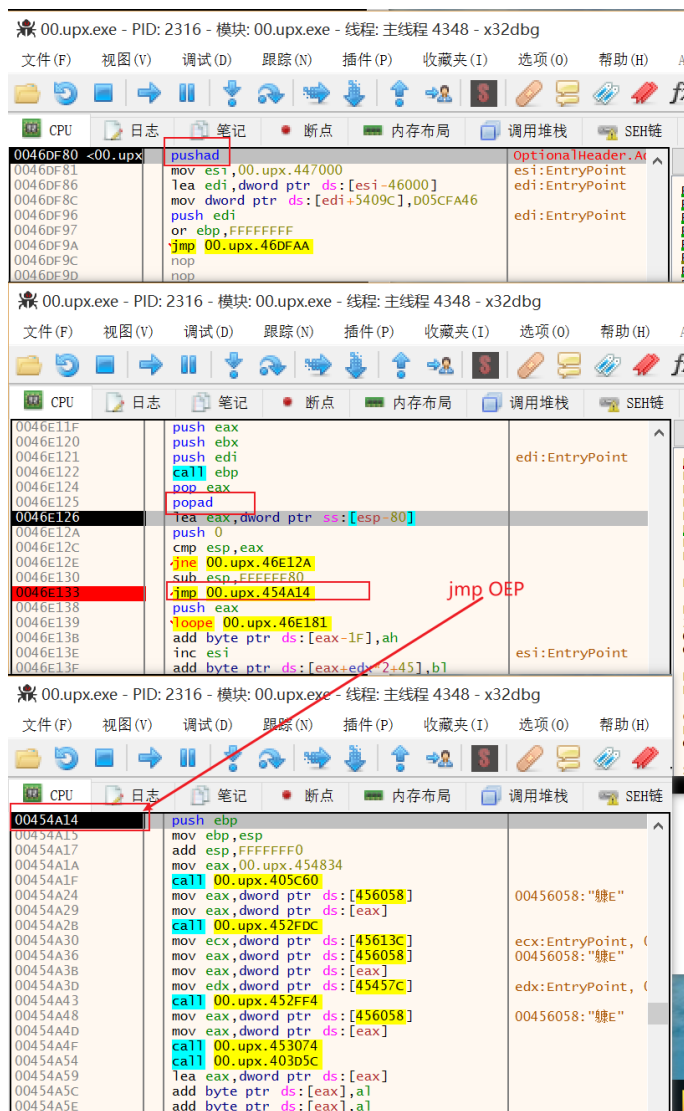 00.upx.exe - PID: 2316 - 模块: 00.upx.exe - 线程: 主线程 4348 - x32dbg
文件(F) 视图(V) 调试(D) 跟踪(N) 插件(P) 收藏夹(I) 选项(O) 帮助(H)
CPU 日志 笔记 断点 内存布局 调用堆栈 SEH链
0046DF80 <00.upx pushad OptionalHeader.Ad
0046DF81 mov esi,00.upx.447000 esi:EntryPoint
0046DF86 lea edi,dword ptr ds:[esi-46000] edi:EntryPoint
0046DF8C mov dword ptr ds:[edi+5409C],D05CFA46
0046DF96 push edi edi:EntryPoint
0046DF97 or ebp,FFFFFFFF
0046DF9A jmp 00.upx.46DFAA
0046DF9C nop
0046DF9D nop
00.upx.exe - PID: 2316 - 模块: 00.upx.exe - 线程: 主线程 4348 - x32dbg
文件(F) 视图(V) 调试(D) 跟踪(N) 插件(P) 收藏夹(I) 选项(O) 帮助(H)
CPU 日志 笔记 断点 内存布局 调用堆栈 SEH链
0046E11F push eax
0046E120 push ebx
0046E121 push edi edi:EntryPoint
0046E122 call ebp
0046E124 pop eax
0046E125 popad
0046E126 lea eax,dword ptr ss:[esp-80]
0046E12A push 0
0046E12C cmp esp,eax
0046E12E jne 00.upx.46E12A
0046E130 sub esp,FFFFFF80
0046E133 jmp 00.upx.454A14 jmp OEP
0046E138 push eax
0046E139 loope 00.upx.46E181
0046E13B add byte ptr ds:[eax-1F],ah
0046E13E inc esi esi:EntryPoint
0046E13F add byte ptr ds:[eax+edx*2+45],bl
00.upx.exe - PID: 2316 - 模块: 00.upx.exe - 线程: 主线程 4348 - x32dbg
文件(F) 视图(V) 调试(D) 跟踪(N) 插件(P) 收藏夹(I) 选项(O) 帮助(H)
CPU 日志 笔记 断点 内存布局 调用堆栈 SEH链
00454A14 push ebp
00454A15 mov ebp,esp
00454A17 add esp,FFFFFFF0
00454A1A mov eax,00.upx.454834
00454A1F call 00.upx.405C60
00454A24 mov eax,dword ptr ds:[456058] 00456058:"E"
00454A29 mov eax,dword ptr ds:[eax]
00454A2B call 00.upx.452FDC
00454A30 mov ecx,dword ptr ds:[45613C] ecx:EntryPoint,
00454A36 mov eax,dword ptr ds:[456058] 00456058:"E"
00454A3B mov eax,dword ptr ds:[eax]
00454A3D mov edx,dword ptr ds:[45457C] edx:EntryPoint,
00454A43 call 00.upx.452FF4
00454A48 mov eax,dword ptr ds:[456058] 00456058:"E"
00454A4D mov eax,dword ptr ds:[eax]
00454A4F call 00.upx.453074
00454A54 call 00.upx.403D5C
00454A59 lea eax,dword ptr ds:[eax]
00454A5C add byte ptr ds:[eax],al
00454A5E add byte ptr ds:[eax],al